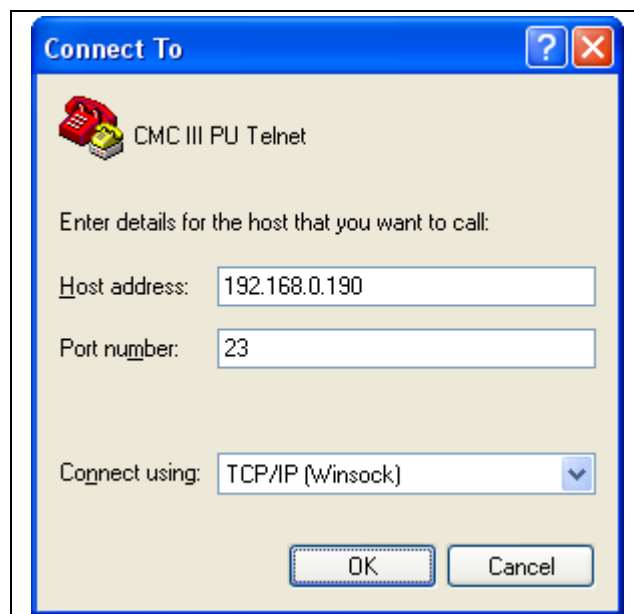 Connect To
CMC III PU Telnet
Enter details for the host that you want to call:
Host address: 192.168.0.190
Port number: 23
Connect using: TCP/IP (Winsock)
OK Cancel